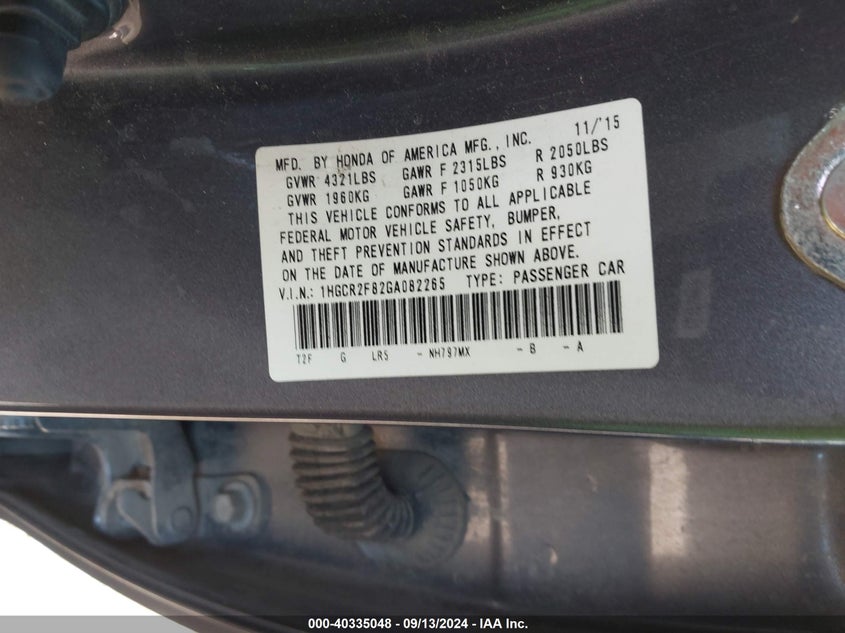 11/'15
MFD. BY HONDA OF AMERICA MFG., INC.
GVWR 4321LBS GAWR F 2315LBS R 2050LBS
GVWR 1960KG GAWR F 1050KG R 930KG
THIS VEHICLE CONFORMS TO ALL APPLICABLE
FEDERAL MOTOR VEHICLE SAFETY, BUMPER,
AND THEFT PREVENTION STANDARDS IN EFFECT
ON THE DATE OF MANUFACTURE SHOWN ABOVE.
V.I.N.: 1HGCR2F82GA082265 TYPE: PASSENGER CAR
T2F G LR5 - NH797MX - B - A
000-40335048 - 09/13/2024 - IAA Inc.